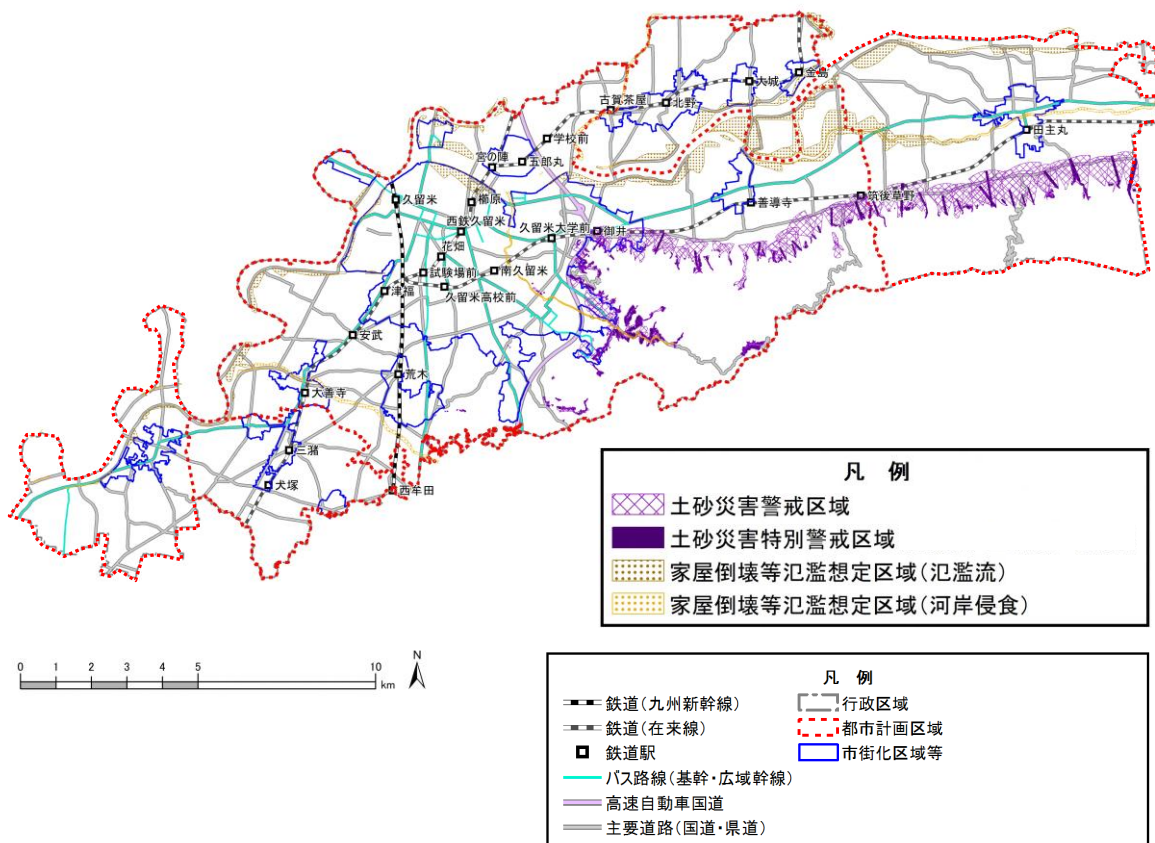 金島
大城
北野
古賀茶屋
田主丸
学校前
五郎丸
宮の陣
筑後草野
善導寺
久留米
櫛原
西鉄久留米
久留米大学前
御井
花畑
試験場前
南久留米
久留米高校前
津福
安武
荒木
大善寺
三潴
犬塚
西牟田
凡 例
土砂災害警戒区域
土砂災害特別警戒区域
家屋倒壊等氾濫想定区域(氾濫流)
家屋倒壊等氾濫想定区域(河岸侵食)
0 1 2 3 4 5 10
km
N
凡 例
鉄道(九州新幹線)
鉄道(在来線)
鉄道駅
バス路線(基幹・広域幹線)
高速自動車国道
主要道路(国道・県道)
行政区域
都市計画区域
市街化区域等